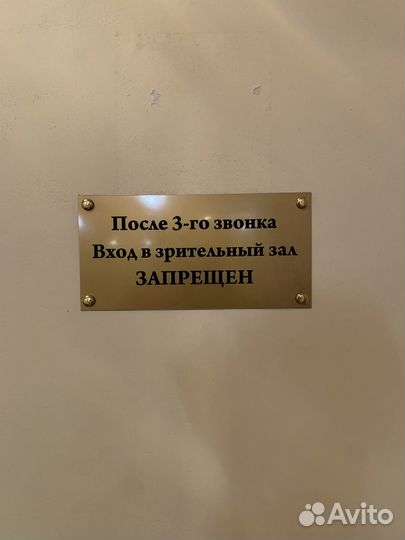 После 3-го звонка
Вход в зрительный зал
ЗАПРЕЩЕН
Avito